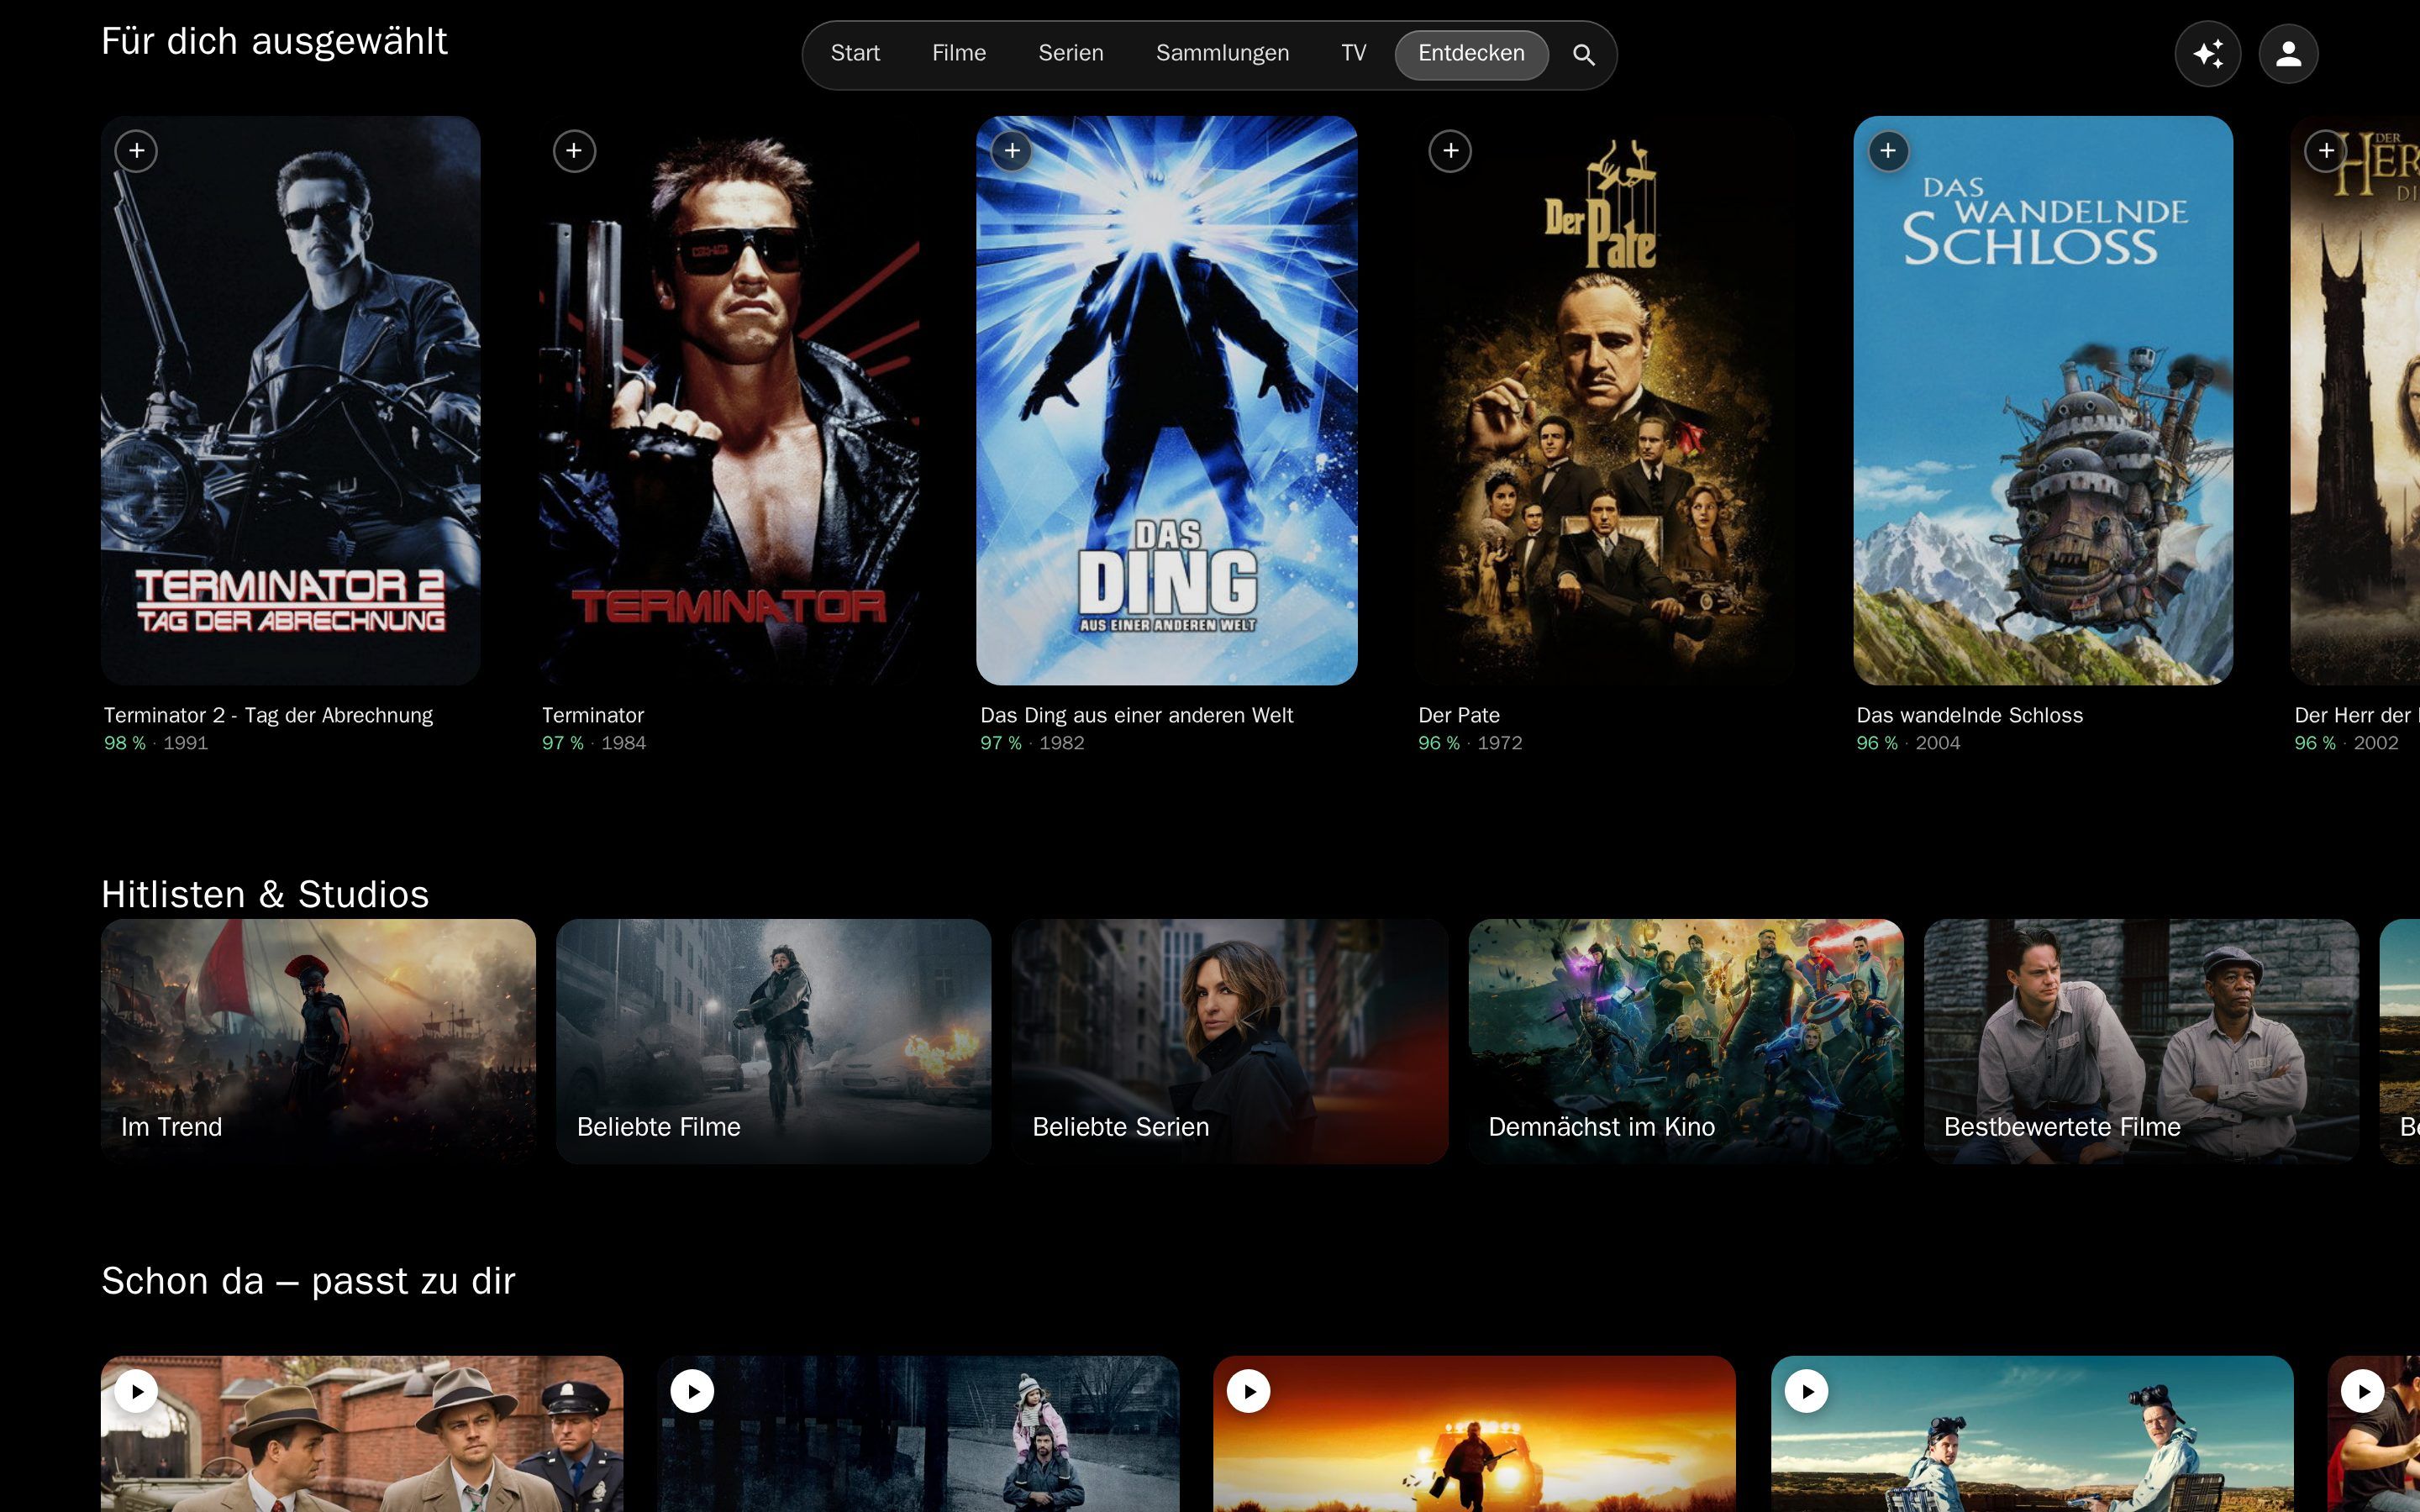 Für dich ausgewählt
Start Filme Serien Sammlungen TV Entdecken
TERMINATOR 2
TAG DER ABRECHNUNG
Terminator 2 - Tag der Abrechnung
98 % · 1991
TERMINATOR
Terminator
97 % · 1984
DAS
DING
AUS EINER ANDEREN WELT
Das Ding aus einer anderen Welt
97 % · 1982
Der
Pate
Der Pate
96 % · 1972
DAS
WANDELNDE
SCHLOSS
Das wandelnde Schloss
96 % · 2004
DER
Der Herr der
96 % · 2002
Hitlisten & Studios
Im Trend
Beliebte Filme
Beliebte Serien
Demnächst im Kino
Bestbewertete Filme
Schon da – passt zu dir